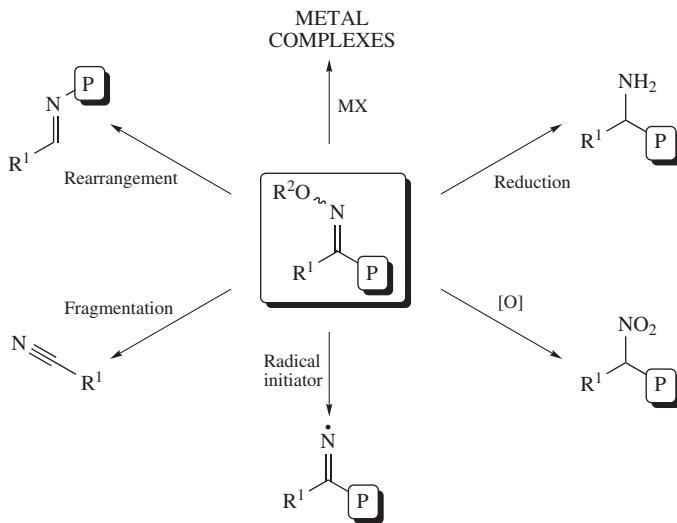 METAL
COMPLEXES
MX
P
N
R¹
Rearrangement
NH₂
R¹
P
Reduction
R²O
N
R¹
P
Fragmentation
N
R¹
[O]
NO₂
R¹
P
Radical
initiator
N
R¹
P